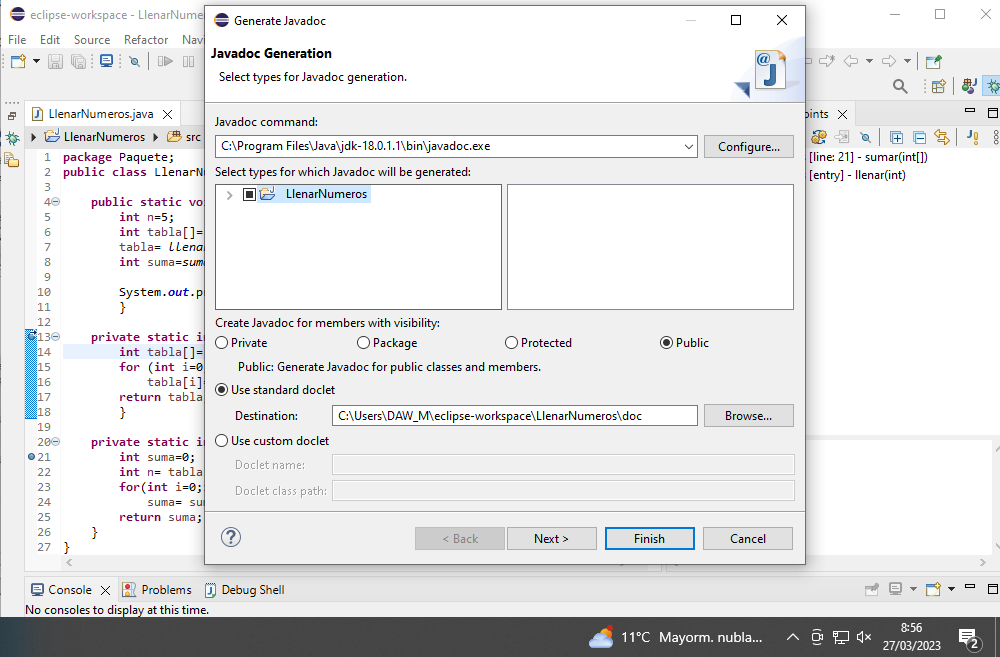 eclipse-workspace - LlenarNume
Generate Javadoc
File Edit Source Refactor Navi
Javadoc Generation
Select types for Javadoc generation.
LlenarNumeros.java
oints
LlenarNumeros
src
Javadoc command:
C:\Program Files\Java\jdk-18.0.1.1\bin\javadoc.exe
Configure...
Select types for which Javadoc will be generated:
LlenarNumeros
[line: 21] - sumar(int[])
[entry] - llenar(int)
1 package Paquete;
2 public class LlenarN
3
4 public static vo
5 int n=5;
6 int tabla[]=
7 tabla= llena
8 int suma=sum
9
10 System.out.p
11 }
12
13 private static i
14 int tabla[]=
15 for (int i=0
16 tabla[i]
17 return tabla
18 }
19
20 private static i
21 int suma=0;
22 int n= tabla
23 for(int i=0;
24 suma= su
25 return suma;
26 }
27 }
Create Javadoc for members with visibility:
Private Package Protected Public
Public: Generate Javadoc for public classes and members.
Use standard doclet
Destination: C:\Users\DAW_M\eclipse-workspace\LlenarNumeros\doc Browse...
Use custom doclet
Doclet name:
Doclet class path:
? < Back Next > Finish Cancel
Console Problems Debug Shell
No consoles to display at this time.
11°C Mayorm. nubla...
8:56
27/03/2023
2